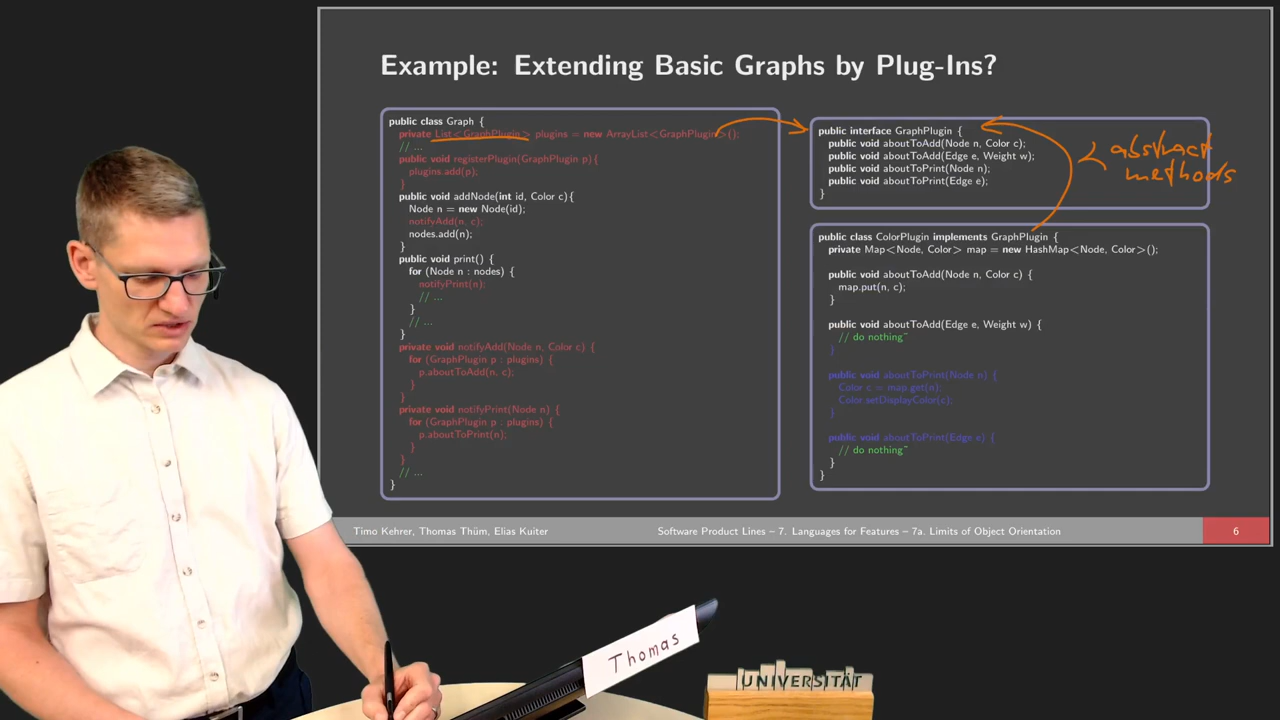 Example: Extending Basic Graphs by Plug-Ins?
public class Graph {
private List<GraphPlugin> plugins = new ArrayList<GraphPlugin>();
// ...
public void registerPlugin(GraphPlugin p){
plugins.add(p);
}
public void addNode(int id, Color c){
Node n = new Node(id);
notifyAdd(n, c);
nodes.add(n);
}
public void print() {
for (Node n : nodes) {
notifyPrint(n);
// ...
}
// ...
}
private void notifyAdd(Node n, Color c) {
for (GraphPlugin p : plugins) {
p.aboutToAdd(n, c);
}
}
private void notifyPrint(Node n) {
for (GraphPlugin p : plugins) {
p.aboutToPrint(n);
}
}
// ...
}
public interface GraphPlugin {
public void aboutToAdd(Node n, Color c);
public void aboutToAdd(Edge e, Weight w);
public void aboutToPrint(Node n);
public void aboutToPrint(Edge e);
}
abstract
methods
public class ColorPlugin implements GraphPlugin {
private Map<Node, Color> map = new HashMap<Node, Color>();
public void aboutToAdd(Node n, Color c) {
map.put(n, c);
}
public void aboutToAdd(Edge e, Weight w) {
// do nothing~
}
public void aboutToPrint(Node n) {
Color c = map.get(n);
Color setDisplayColor(c);
}
public void aboutToPrint(Edge e) {
// do nothing~
}
}
Timo Kehrer, Thomas Thüm, Elias Kuiter
Software Product Lines – 7. Languages for Features – 7a. Limits of Object Orientation
6
Thomas
UNIVERSITÄT